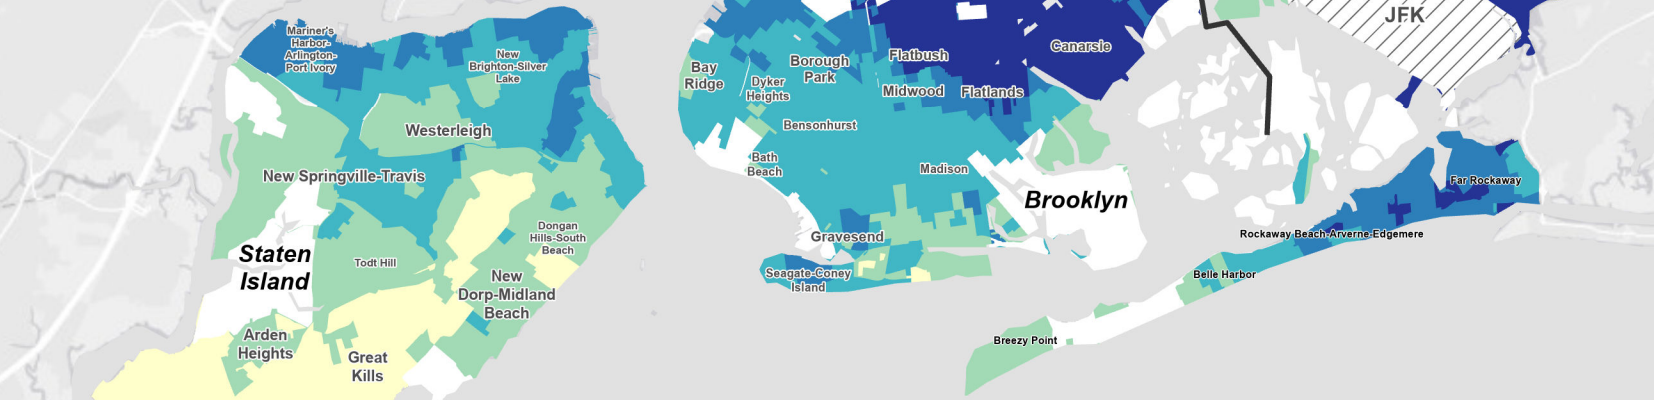 Mariner's
Harbor-
Arlington-
Port Ivory
New
Brighton-Silver
Lake
Westerleigh
New Springville-Travis
Dongan
Hills-South
Beach
Todt Hill
Staten
Island
New
Dorp-Midland
Beach
Arden
Heights
Great
Kills
Bay
Ridge
Dyker
Heights
Borough
Park
Flatbush
Canarsie
Midwood
Flatlands
Bensonhurst
Bath
Beach
Madison
Brooklyn
Gravesend
Seagate-Coney
Island
JFK
Far Rockaway
Rockaway Beach-Arverne-Edgemere
Belle Harbor
Breezy Point